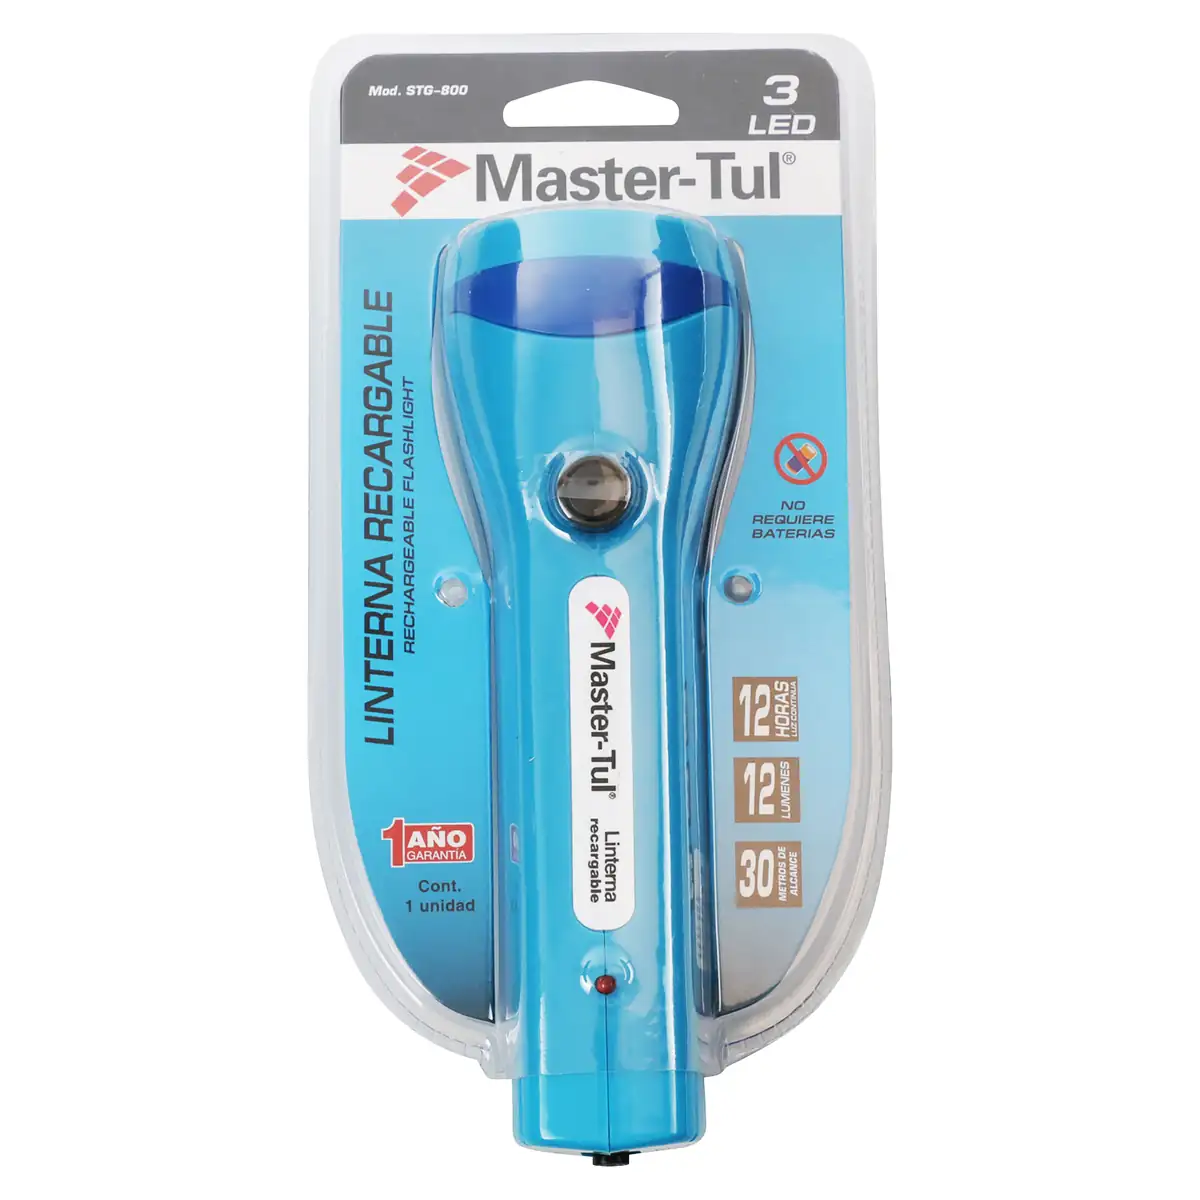 Mod. STG-800
3
LED
Master-Tul®
LINTERNA RECARGABLE
RECHARGEABLE FLASHLIGHT
NO
REQUIERE
BATERIAS
Master-Tul®
Linterna
recargable
12
HORAS
LUZ CONTINUA
12
LUMENES
30
METROS DE
ALCANCE
1 AÑO
GARANTÍA
Cont.
1 unidad